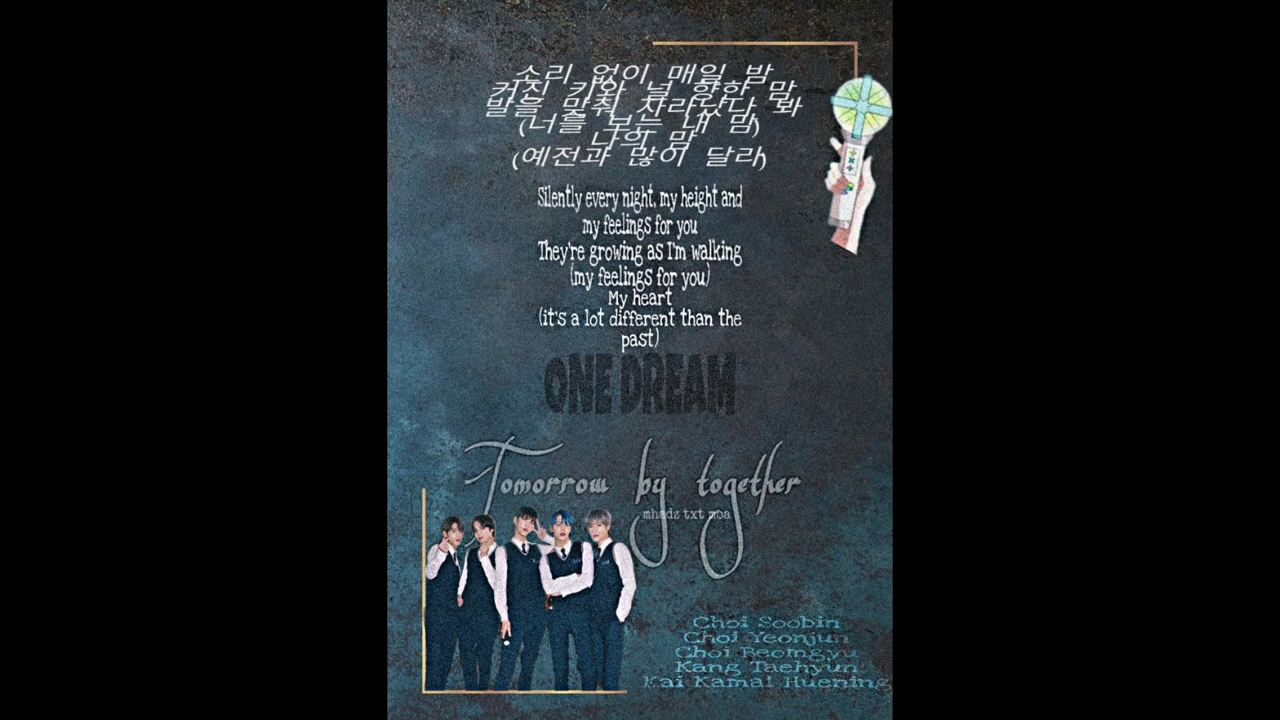 소리 없이 매일 밤
커진 키와 널 향한 맘
발을 맞춰 자라났나 봐
(너를 보는 내 맘)
나의 맘
(예전과 많이 달라)
Silently every night, my height and
my feelings for you
They're growing as I'm walking
(my feelings for you)
My heart
(it's a lot different than the
past)
ONE DREAM
Tomorrow by together
mhadz txt moa
Choi Soobin
Choi Yeonjun
Choi Beomgyu
Kang Taehyun
Kai Kamal Huening